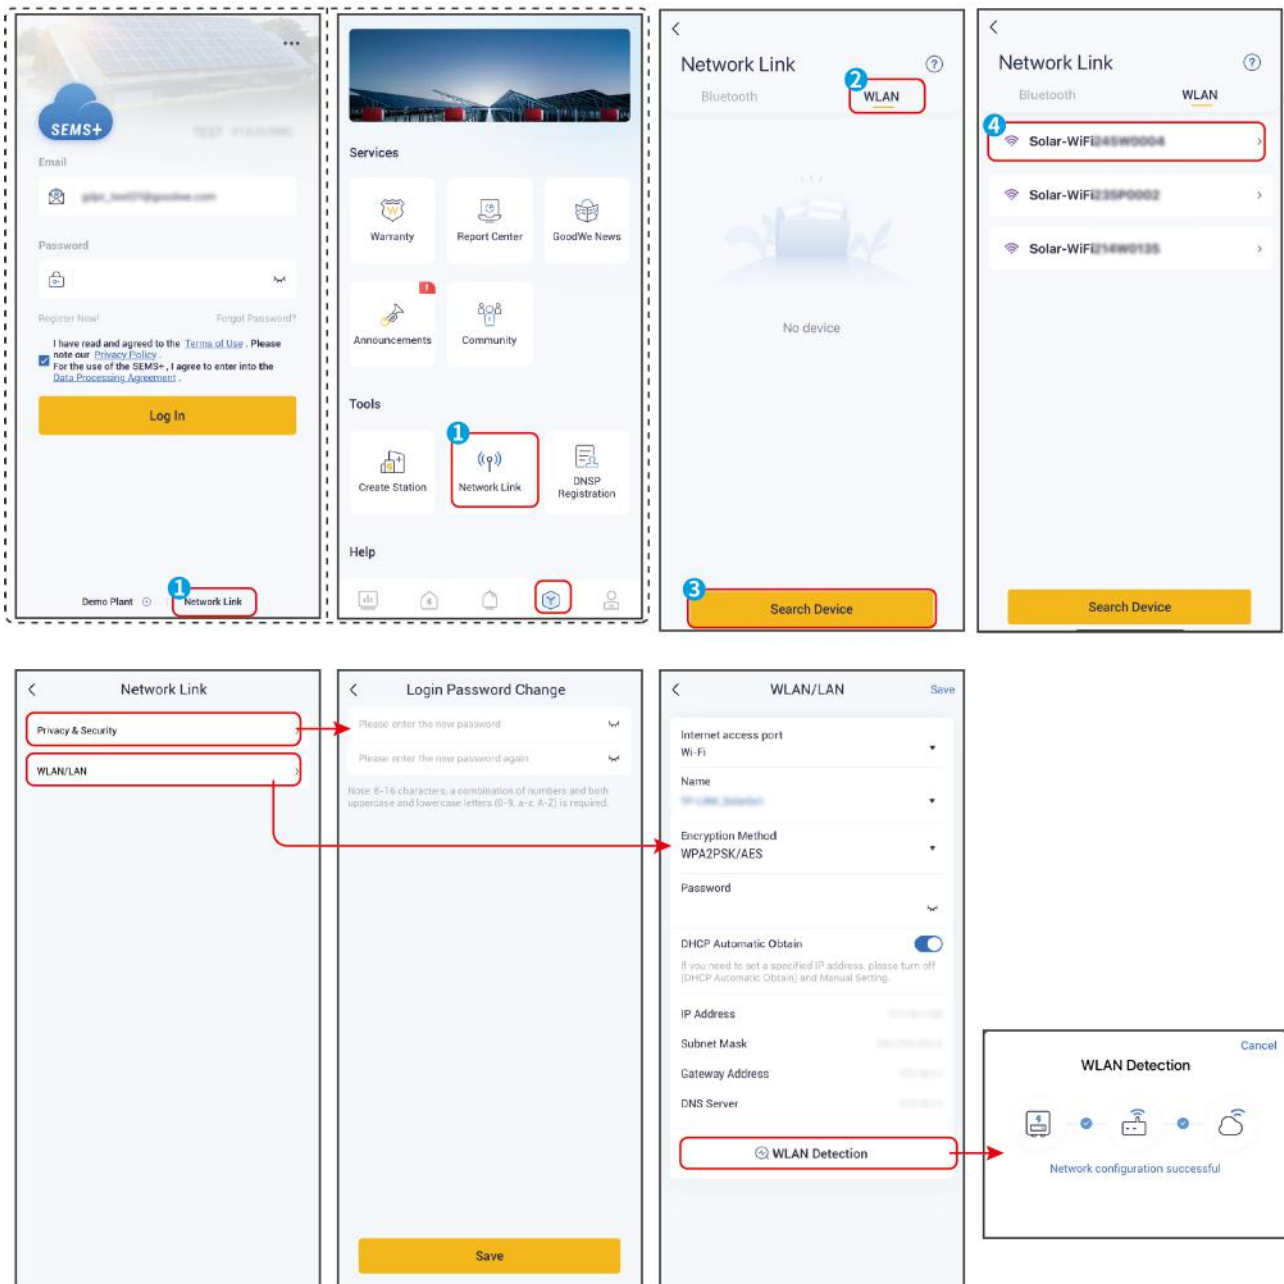 SEMS+
Email
Password
Register Now!
Forgot Password?
I have read and agreed to the Terms of Use . Please
note our Privacy Policy .
For the use of the SEMS+ , I agree to enter into the
Data Processing Agreement .
Log In
1
Demo Plant
Network Link
Services
Warranty
Report Center
GoodWe News
Announcements
Community
Tools
1
Create Station
Network Link
DNSP
Registration
Help
Network Link
?
2
Bluetooth
WLAN
No device
3
Search Device
Network Link
?
Bluetooth
WLAN
4
Solar-WiFi
Solar-WiFi
Solar-WiFi
Search Device
Network Link
Privacy & Security
WLAN/LAN
Login Password Change
Please enter the new password
Please enter the new password again
Note: 8-16 characters, a combination of numbers and both
uppercase and lowercase letters (0-9, a-z, A-Z) is required.
Save
WLAN/LAN
Save
Internet access port
Wi-Fi
Name
Encryption Method
WPA2PSK/AES
Password
DHCP Automatic Obtain
If you need to set a specified IP address, please turn off
[DHCP Automatic Obtain] and Manual Setting.
IP Address
Subnet Mask
Gateway Address
DNS Server
WLAN Detection
Cancel
WLAN Detection
Network configuration successful